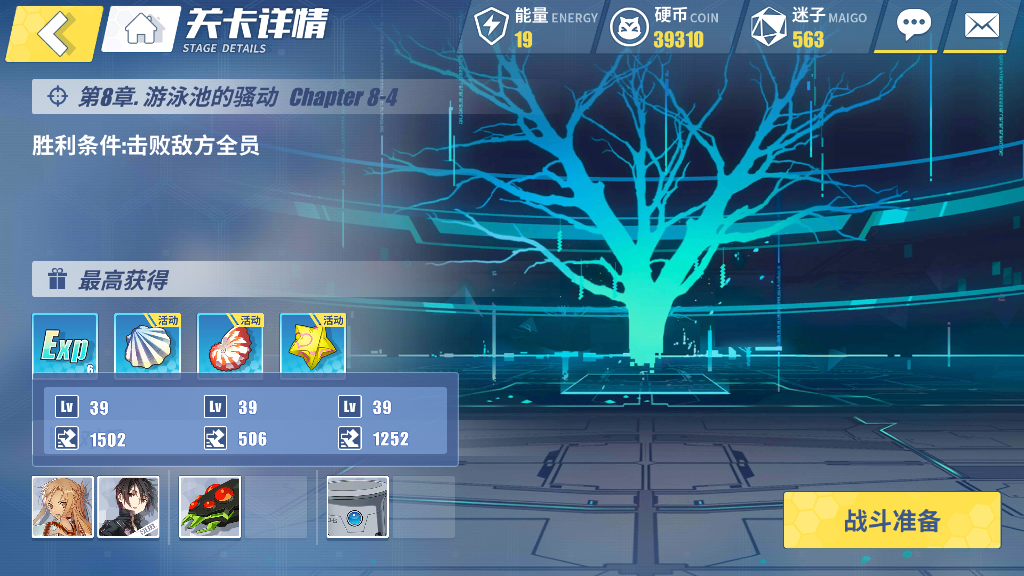 关卡详情
STAGE DETAILS
能量 ENERGY
19
硬币 COIN
39310
迷子 MAIGO
563
第8章. 游泳池的骚动 Chapter 8-4
胜利条件:击败敌方全员
最高获得
Exp
6
活动
活动
活动
Lv 39 Lv 39 Lv 39
1502 506 1252
战斗准备